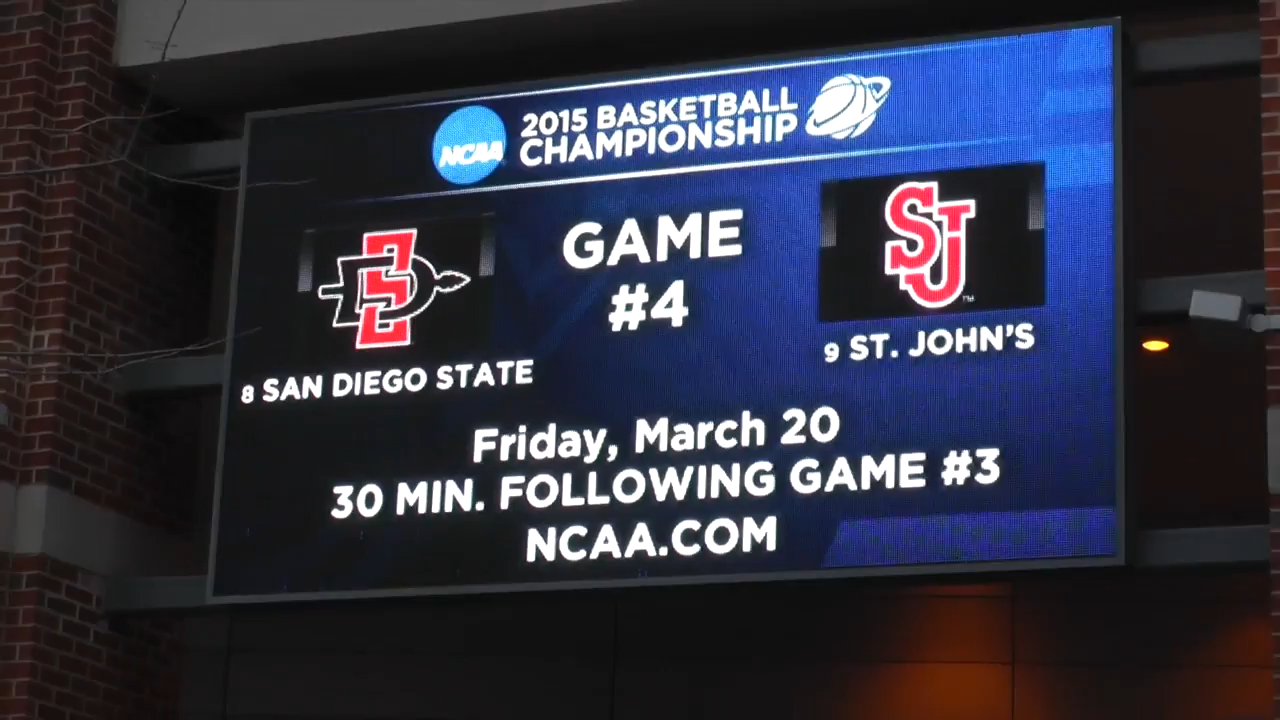 NCAA
2015 BASKETBALL
CHAMPIONSHIP
GAME
#4
SJ
TM
8 SAN DIEGO STATE
9 ST. JOHN'S
Friday, March 20
30 MIN. FOLLOWING GAME #3
NCAA.COM